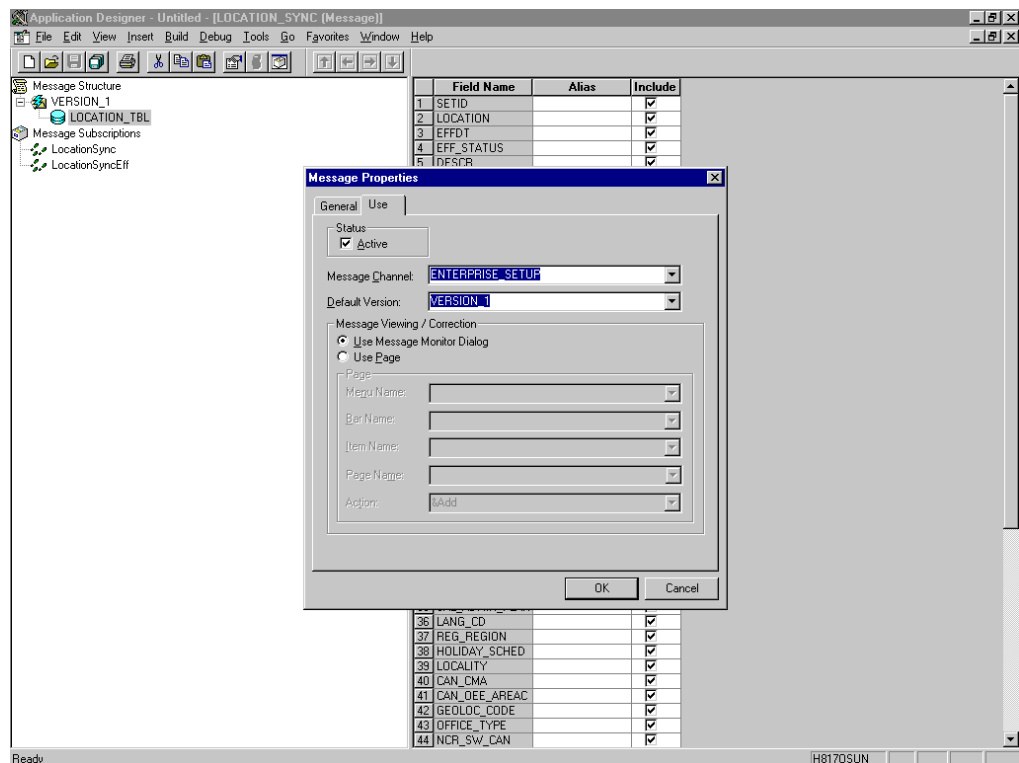 Application Designer - Untitled - [LOCATION_SYNC (Message)]
File Edit View Insert Build Debug Tools Go Favorites Window Help
Message Structure
VERSION_1
LOCATION_TBL
Message Subscriptions
LocationSync
LocationSyncEff
Field Name Alias Include
1 SETID
2 LOCATION
3 EFFDT
4 EFF_STATUS
5 DESCR
Message Properties
General Use
Status
Active
Message Channel: ENTERPRISE_SETUP
Default Version: VERSION_1
Message Viewing / Correction
Use Message Monitor Dialog
Use Page
Page
Menu Name:
Bar Name:
Item Name:
Page Name:
Action: %Add
OK Cancel
36 LANG_CD
37 REG_REGION
38 HOLIDAY_SCHED
39 LOCALITY
40 CAN_CMA
41 CAN_OEE_AREAC
42 GEOLOC_CODE
43 OFFICE_TYPE
44 NCR_SW_CAN
Ready H817OSUN